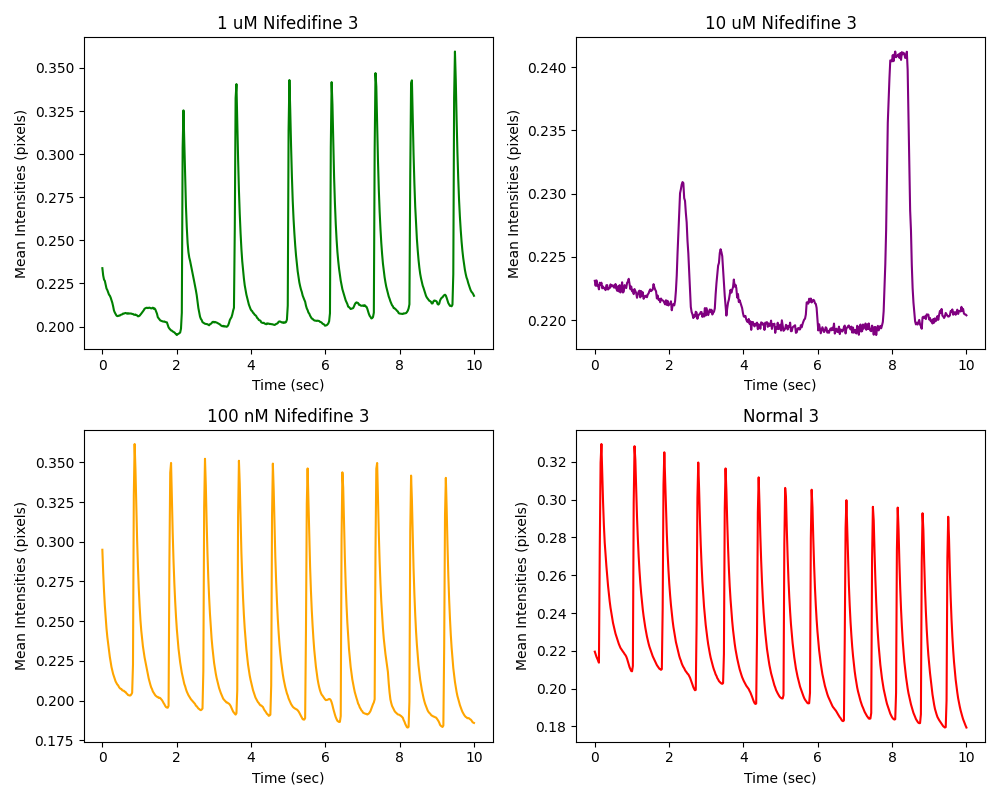 1 uM Nifedifine 3
0.350
0.325
0.300
0.275
0.250
0.225
0.200
Mean Intensities (pixels)
0 2 4 6 8 10
Time (sec)
10 uM Nifedifine 3
0.240
0.235
0.230
0.225
0.220
Mean Intensities (pixels)
0 2 4 6 8 10
Time (sec)
100 nM Nifedifine 3
0.350
0.325
0.300
0.275
0.250
0.225
0.200
0.175
Mean Intensities (pixels)
0 2 4 6 8 10
Time (sec)
Normal 3
0.32
0.30
0.28
0.26
0.24
0.22
0.20
0.18
Mean Intensities (pixels)
0 2 4 6 8 10
Time (sec)